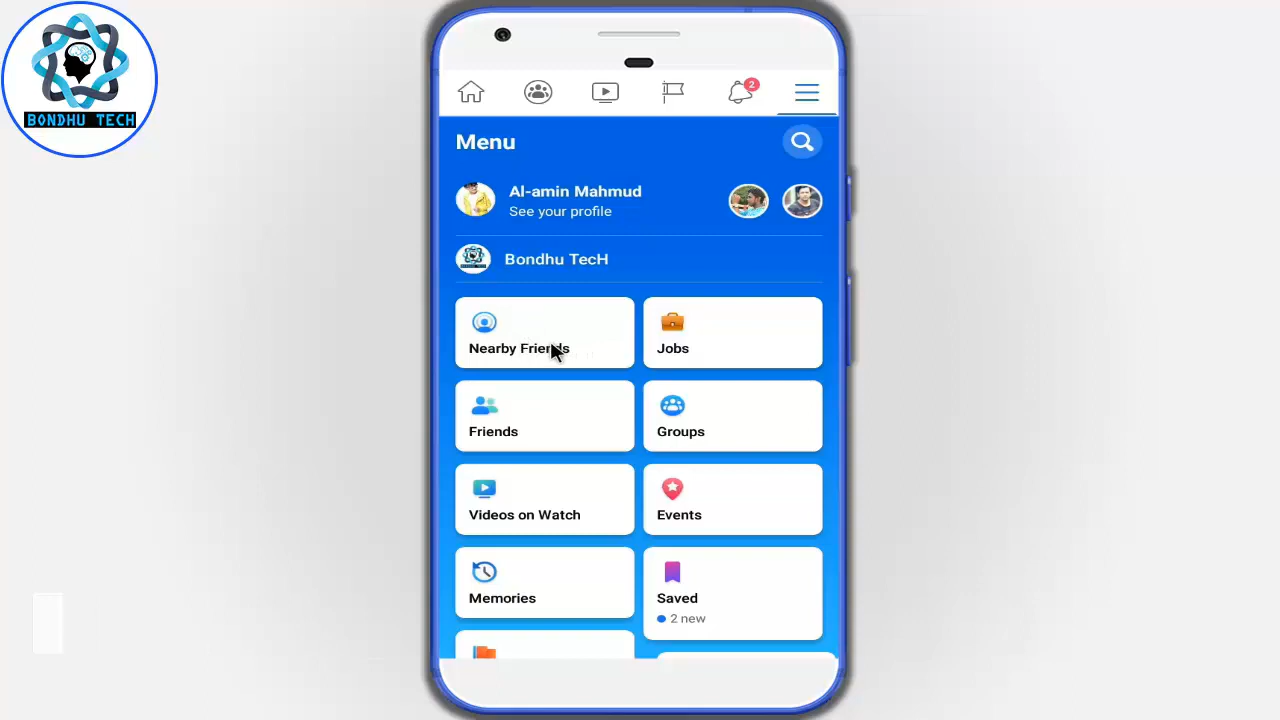 BONDHU TECH
2
Menu
Al-amin Mahmud
See your profile
Bondhu TecH
Nearby Friends
Jobs
Friends
Groups
Videos on Watch
Events
Memories
Saved
2 new